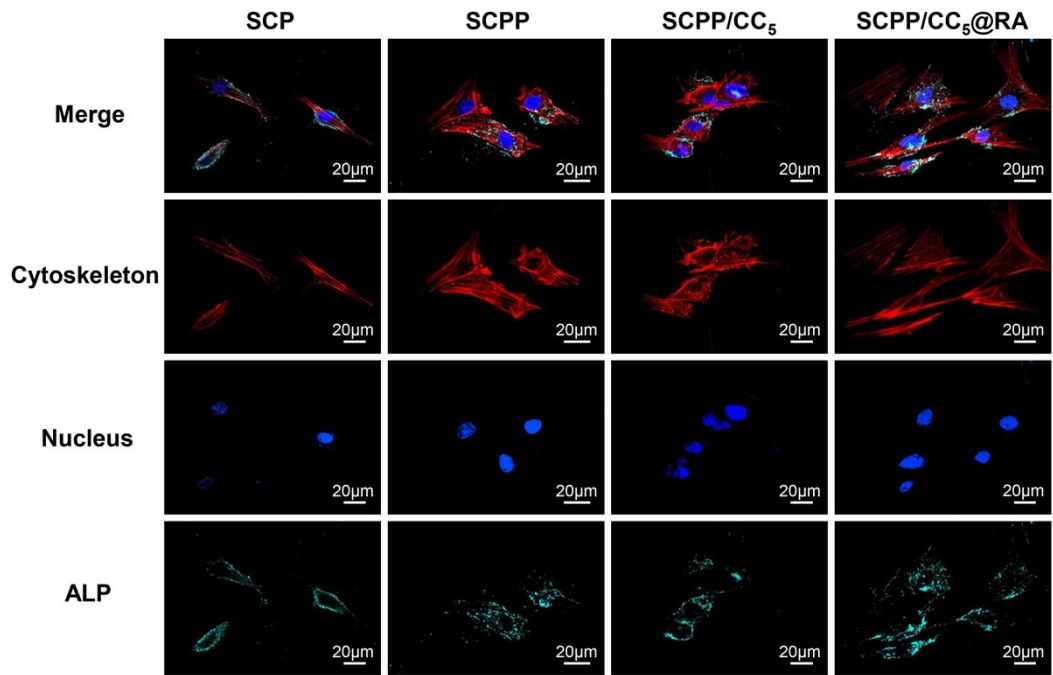 SCP SCPP SCPP/CC₅ SCPP/CC₅@RA
Merge 20μm 20μm 20μm 20μm
Cytoskeleton 20μm 20μm 20μm 20μm
Nucleus 20μm 20μm 20μm 20μm
ALP 20μm 20μm 20μm 20μm